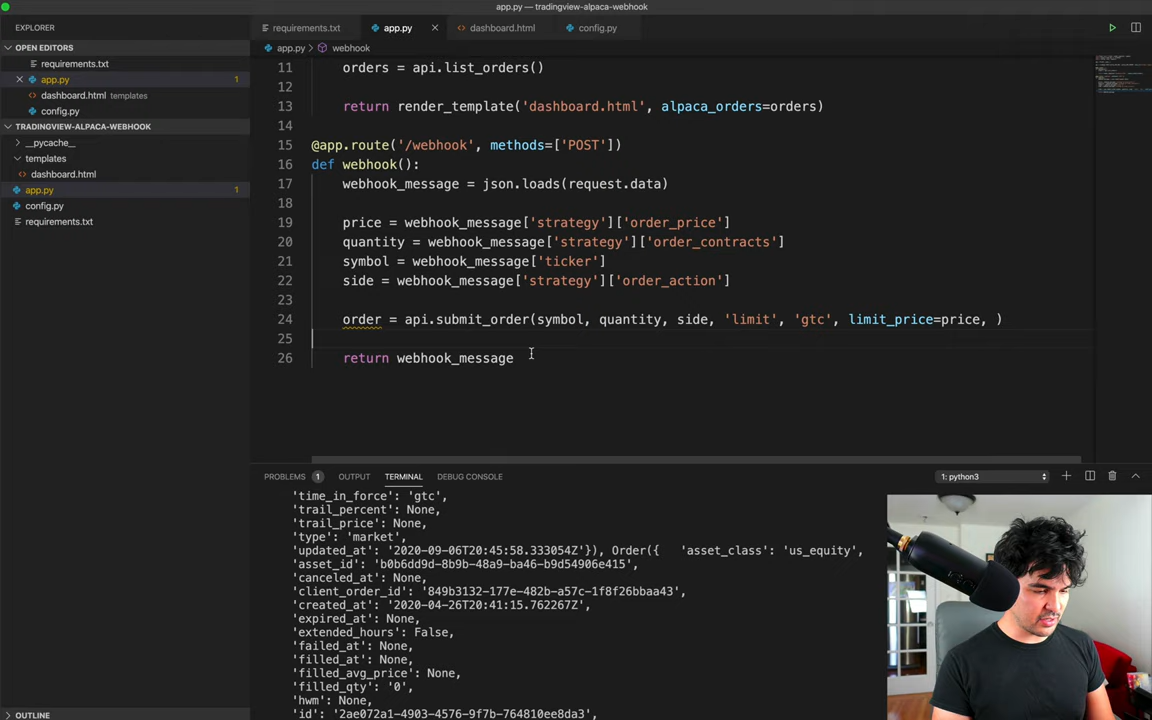 app.py — tradingview-alpaca-webhook
EXPLORER
requirements.txt
app.py
dashboard.html
config.py
app.py
webhook
OPEN EDITORS
requirements.txt
app.py 1
dashboard.html templates
config.py
TRADINGVIEW-ALPACA-WEBHOOK
__pycache__
templates
dashboard.html
app.py 1
config.py
requirements.txt
OUTLINE
11 orders = api.list_orders()
12
13 return render_template('dashboard.html', alpaca_orders=orders)
14
15 @app.route('/webhook', methods=['POST'])
16 def webhook():
17 webhook_message = json.loads(request.data)
18
19 price = webhook_message['strategy']['order_price']
20 quantity = webhook_message['strategy']['order_contracts']
21 symbol = webhook_message['ticker']
22 side = webhook_message['strategy']['order_action']
23
24 order = api.submit_order(symbol, quantity, side, 'limit', 'gtc', limit_price=price, )
25
26 return webhook_message
PROBLEMS 1 OUTPUT TERMINAL DEBUG CONSOLE 1: python3
'time_in_force': 'gtc',
'trail_percent': None,
'trail_price': None,
'type': 'market',
'updated_at': '2020-09-06T20:45:58.333054Z'}), Order({ 'asset_class': 'us_equity',
'asset_id': 'b0b6dd9d-8b9b-48a9-ba46-b9d54906e415',
'canceled_at': None,
'client_order_id': '849b3132-177e-482b-a57c-1f8f26bbaa43',
'created_at': '2020-04-26T20:41:15.762267Z',
'expired_at': None,
'extended_hours': False,
'failed_at': None,
'filled_at': None,
'filled_avg_price': None,
'filled_qty': '0',
'hwm': None,
'id': '2ae072a1-4903-4576-9f7b-764810ee8da3',